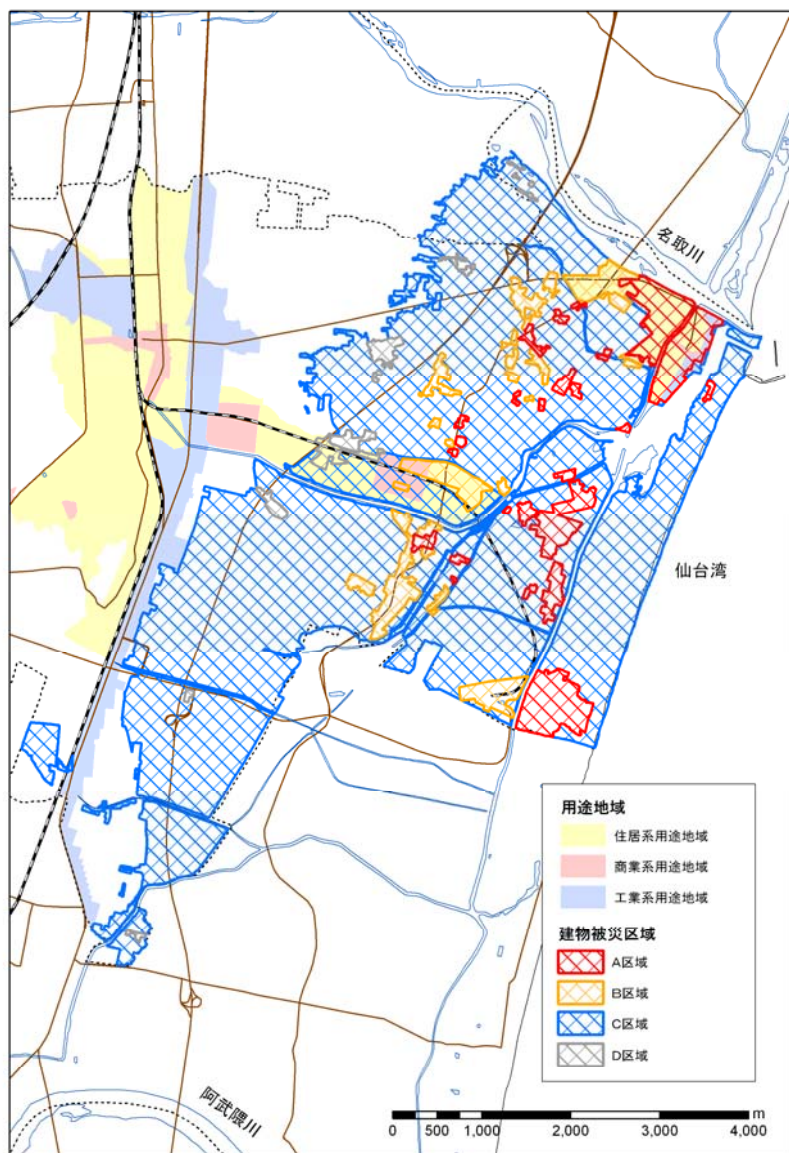 名取川
仙台湾
用途地域
住居系用途地域
商業系用途地域
工業系用途地域
建物被災区域
A区域
B区域
C区域
D区域
阿武隈川
m
0 500 1,000 2,000 3,000 4,000